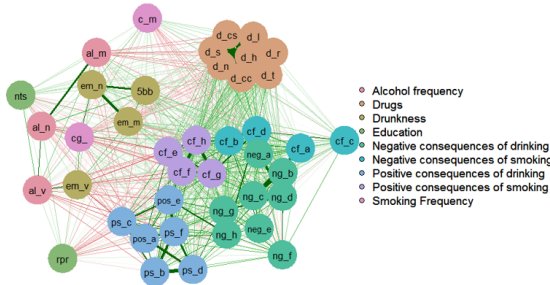 c_m
d_cs
d_l
d_s
d_r
d_h
d_n
d_cc
d_t
al_m
em_n
5bb
nts
em_m
al_n
cg_
cf_h
cf_b
cf_d
cf_c
cf_a
cf_e
neg_a
cf_f
cf_g
neg_b
al_v
em_v
neg_c
neg_d
pos_e
ng_g
ps_c
pos_a
ps_f
ng_h
neg_e
rpr
ps_b
ps_d
ng_f
Alcohol frequency
Drugs
Drunkness
Education
Negative consequences of drinking
Negative consequences of smoking
Positive consequences of drinking
Positive consequences of smoking
Smoking Frequency